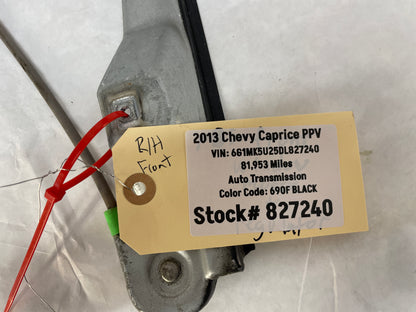 R/H
Front
2013 Chevy Caprice PPV
VIN: 6G1MK5U25DL827240
81,953 Miles
Auto Transmission
Color Code: 690F BLACK
Stock# 827240